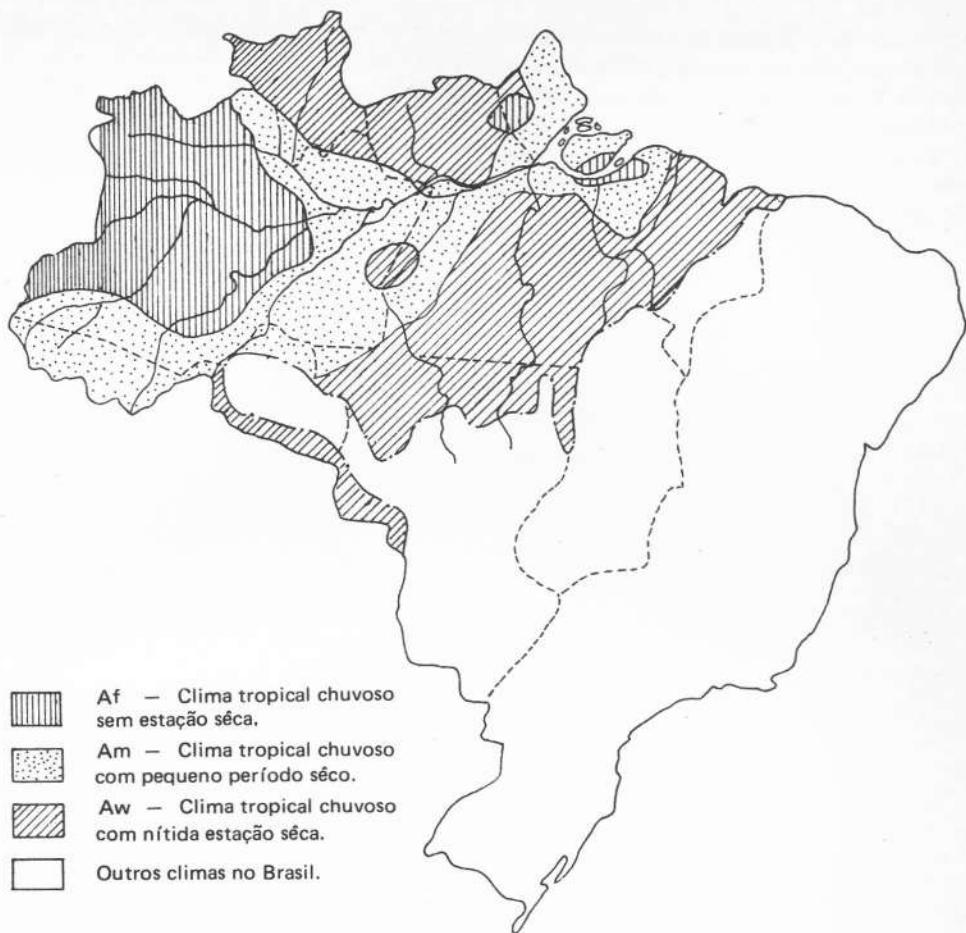 Af — Clima tropical chuvoso
sem estação sêca.
Am — Clima tropical chuvoso
com pequeno período sêco.
Aw — Clima tropical chuvoso
com nítida estação sêca.
Outros climas no Brasil.